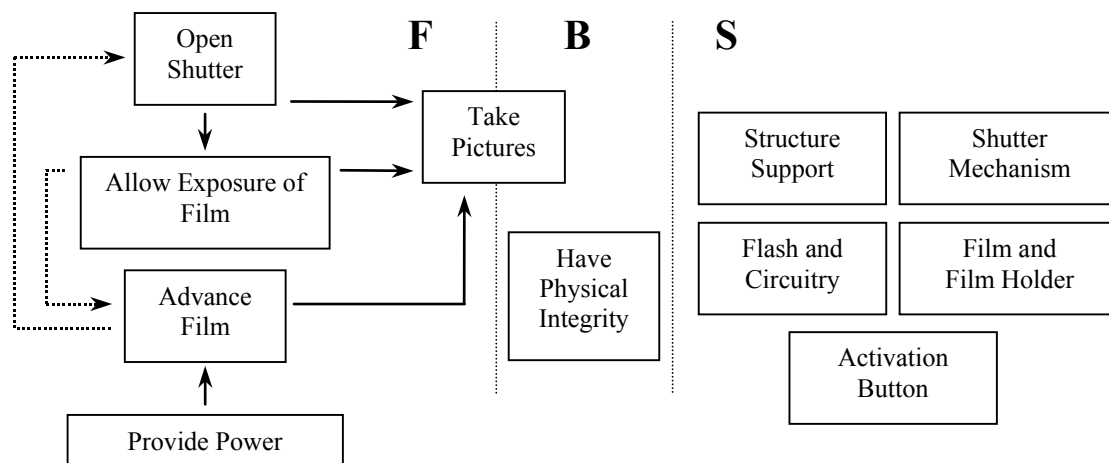 F
B
S
Open
Shutter
Take
Pictures
Allow Exposure of
Film
Advance
Film
Provide Power
Have
Physical
Integrity
Structure
Support
Shutter
Mechanism
Flash and
Circuitry
Film and
Film Holder
Activation
Button